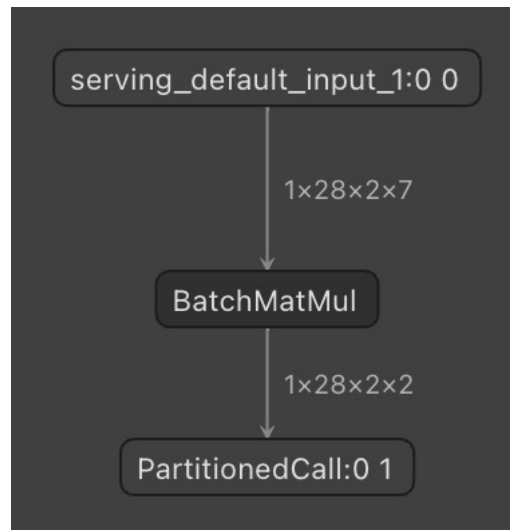 serving_default_input_1:0 0
1×28×2×7
BatchMatMul
1×28×2×2
PartitionedCall:0 1